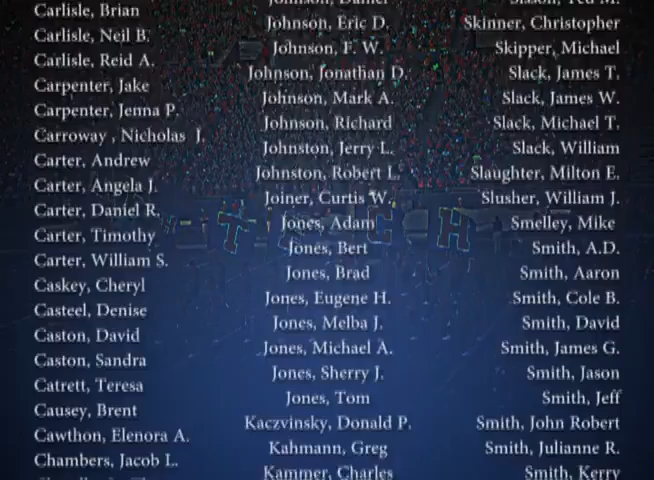 Carlisle, Brian
Carlisle, Neil B.
Carlisle, Reid A.
Carpenter, Jake
Carpenter, Jenna P.
Carroway , Nicholas J.
Carter, Andrew
Carter, Angela J.
Carter, Daniel R.
Carter, Timothy
Carter, William S.
Caskey, Cheryl
Casteel, Denise
Caston, David
Caston, Sandra
Catrett, Teresa
Causey, Brent
Cawthon, Elenora A.
Chambers, Jacob L.
Johnson, Daniel
Johnson, Eric D.
Johnson, F. W.
Johnson, Jonathan D.
Johnson, Mark A.
Johnson, Richard
Johnston, Jerry L.
Johnston, Robert L.
Joiner, Curtis W.
Jones, Adam
Jones, Bert
Jones, Brad
Jones, Eugene H.
Jones, Melba J.
Jones, Michael A.
Jones, Sherry J.
Jones, Tom
Kaczvinsky, Donald P.
Kahmann, Greg
Kammer, Charles
Skinner, Christopher
Skipper, Michael
Slack, James T.
Slack, James W.
Slack, Michael T.
Slack, William
Slaughter, Milton E.
Slusher, William J.
Smelley, Mike
Smith, A.D.
Smith, Aaron
Smith, Cole B.
Smith, David
Smith, James G.
Smith, Jason
Smith, Jeff
Smith, John Robert
Smith, Julianne R.
Smith, Kerry